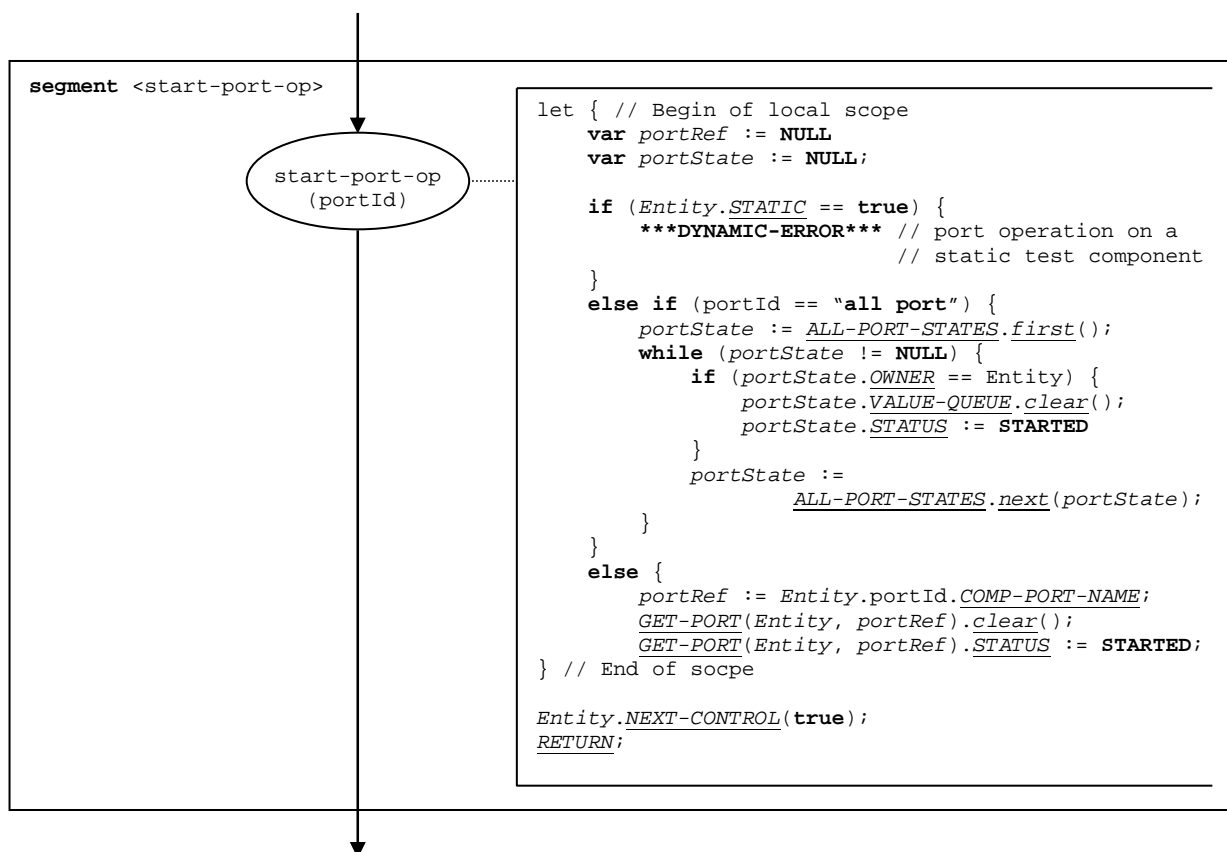 segment <start-port-op>
start-port-op
(portId)
let { // Begin of local scope
var portRef := NULL
var portState := NULL;
if (Entity.STATIC == true) {
***DYNAMIC-ERROR*** // port operation on a
// static test component
}
else if (portId == “all port”) {
portState := ALL-PORT-STATES.first();
while (portState != NULL) {
if (portState.OWNER == Entity) {
portState.VALUE-QUEUE.clear();
portState.STATUS := STARTED
}
portState :=
ALL-PORT-STATES.next(portState);
}
}
else {
portRef := Entity.portId.COMP-PORT-NAME;
GET-PORT(Entity, portRef).clear();
GET-PORT(Entity, portRef).STATUS := STARTED;
} // End of socpe
Entity.NEXT-CONTROL(true);
RETURN;